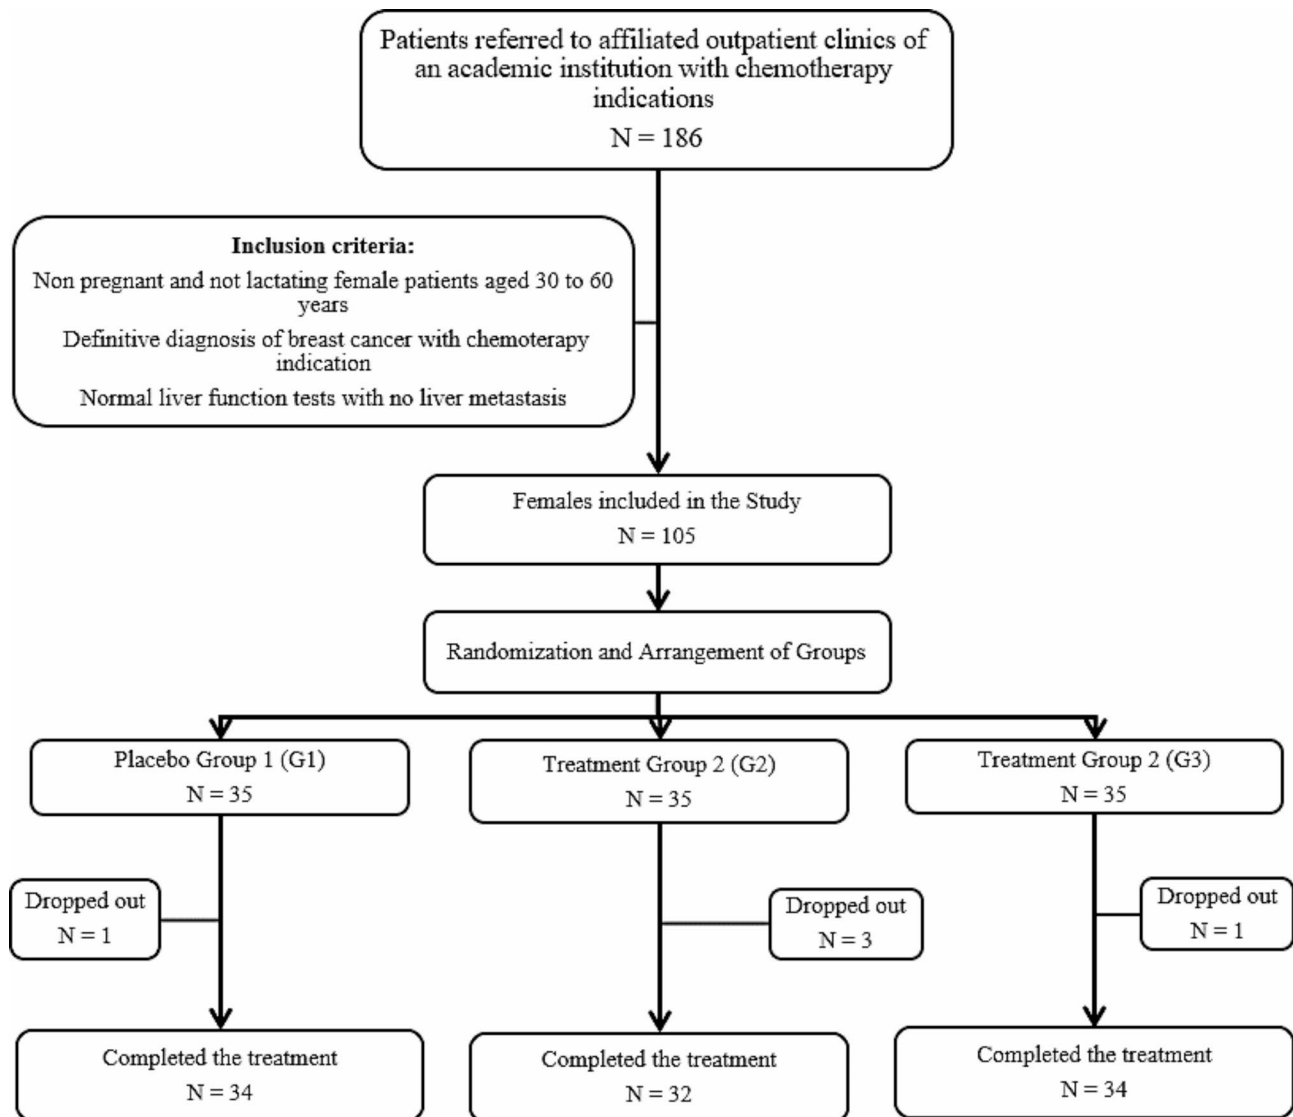 Patients referred to affiliated outpatient clinics of
an academic institution with chemotherapy
indications
N = 186
Inclusion criteria:
Non pregnant and not lactating female patients aged 30 to 60
years
Definitive diagnosis of breast cancer with chemoterapy
indication
Normal liver function tests with no liver metastasis
Females included in the Study
N = 105
Randomization and Arrangement of Groups
Placebo Group 1 (G1)
N = 35
Treatment Group 2 (G2)
N = 35
Treatment Group 2 (G3)
N = 35
Dropped out
N = 1
Dropped out
N = 3
Dropped out
N = 1
Completed the treatment
N = 34
Completed the treatment
N = 32
Completed the treatment
N = 34